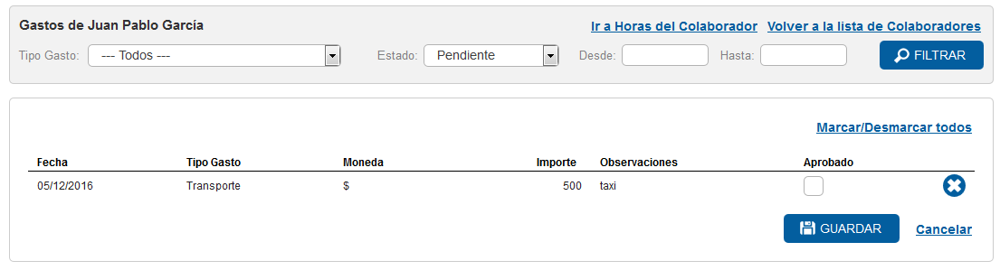 Gastos de Juan Pablo García
Ir a Horas del Colaborador Volver a la lista de Colaboradores
Tipo Gasto: --- Todos --- Estado: Pendiente Desde: Hasta: FILTRAR
Marcar/Desmarcar todos
Fecha Tipo Gasto Moneda Importe Observaciones Aprobado
05/12/2016 Transporte $ 500 taxi
GUARDAR Cancelar